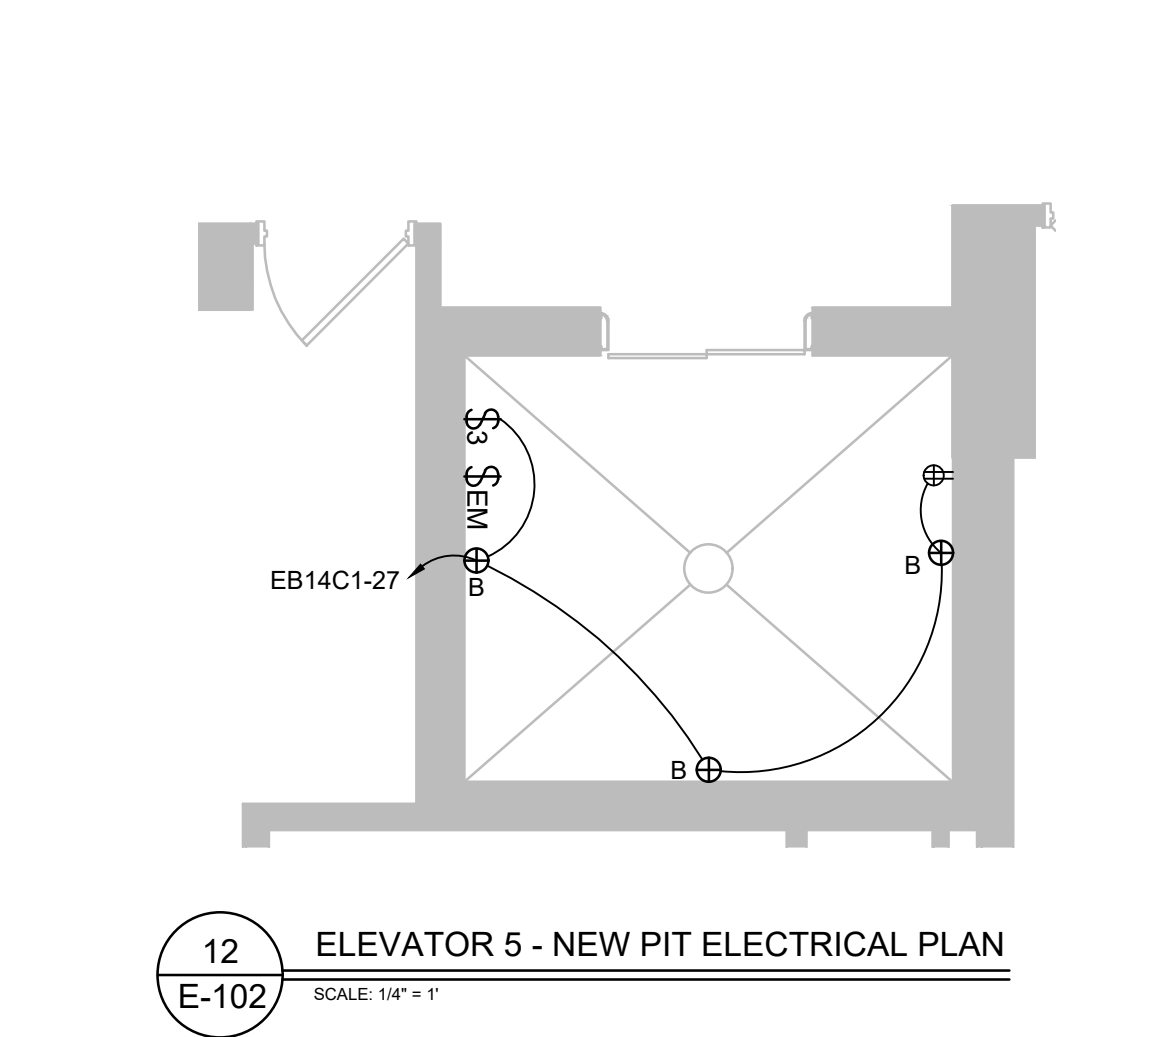 $3
$EM
EB14C1-27
B
B
B
12
E-102
ELEVATOR 5 - NEW PIT ELECTRICAL PLAN
SCALE: 1/4" = 1'